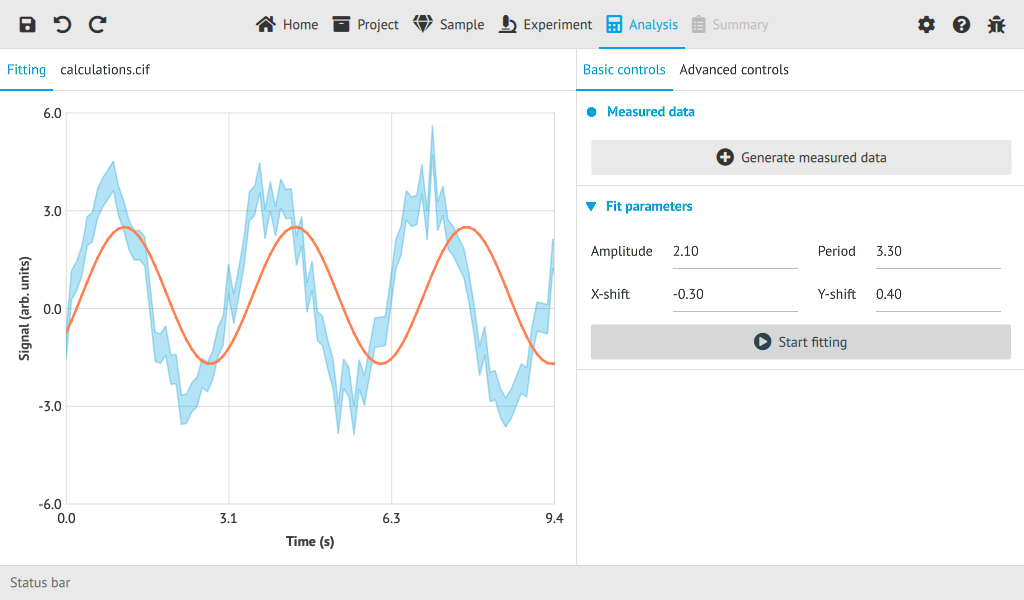 Home Project Sample Experiment Analysis Summary
Fitting calculations.cif
Basic controls Advanced controls
6.0
3.0
0.0
-3.0
-6.0
Signal (arb. units)
0.0 3.1 6.3 9.4
Time (s)
Measured data
Generate measured data
Fit parameters
Amplitude 2.10 Period 3.30
X-shift -0.30 Y-shift 0.40
Start fitting
Status bar